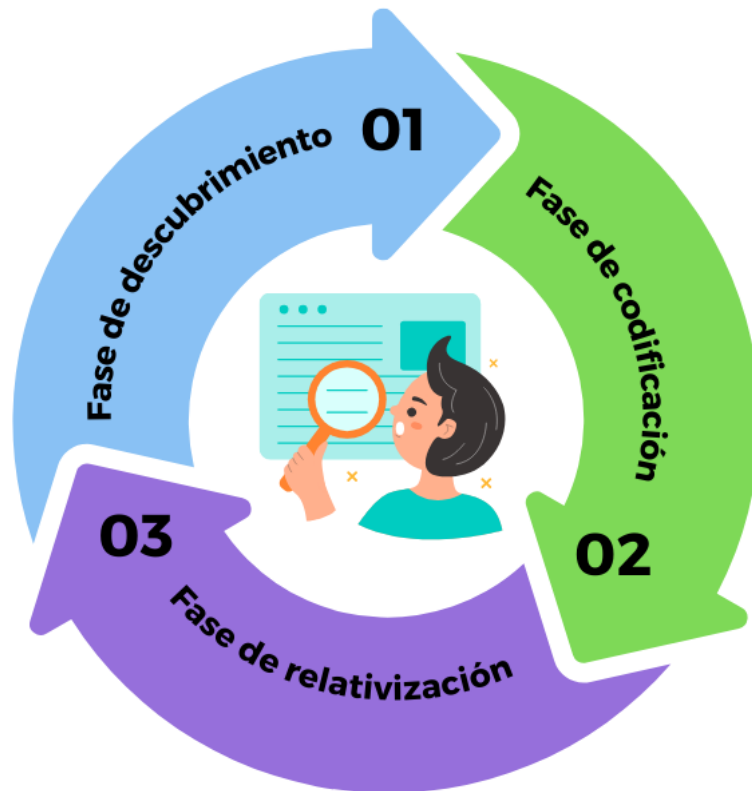 01
Fase de descubrimiento
Fase de codificación
02
03
Fase de relativización